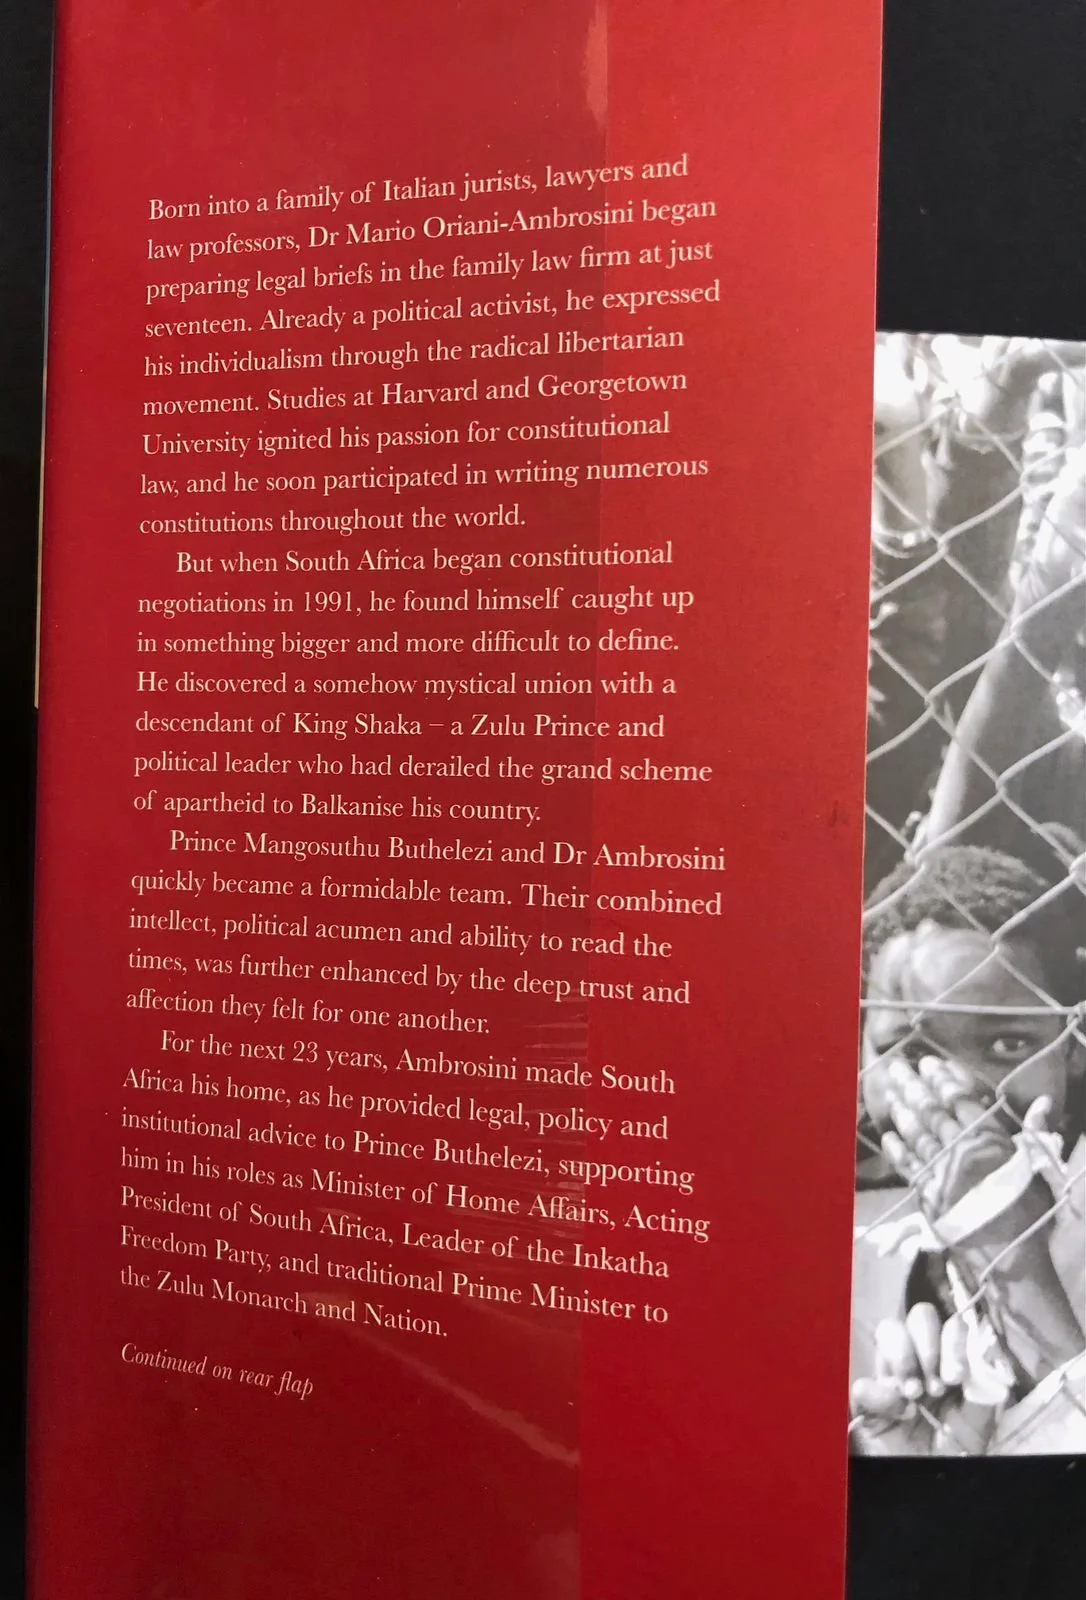 Born into a family of Italian jurists, lawyers and
law professors, Dr Mario Oriani-Ambrosini began
preparing legal briefs in the family law firm at just
seventeen. Already a political activist, he expressed
his individualism through the radical libertarian
movement. Studies at Harvard and Georgetown
University ignited his passion for constitutional
law, and he soon participated in writing numerous
constitutions throughout the world.
But when South Africa began constitutional
negotiations in 1991, he found himself caught up
in something bigger and more difficult to define.
He discovered a somehow mystical union with a
descendant of King Shaka – a Zulu Prince and
political leader who had derailed the grand scheme
of apartheid to Balkanise his country.
Prince Mangosuthu Buthelezi and Dr Ambrosini
quickly became a formidable team. Their combined
intellect, political acumen and ability to read the
times, was further enhanced by the deep trust and
affection they felt for one another.
For the next 23 years, Ambrosini made South
Africa his home, as he provided legal, policy and
institutional advice to Prince Buthelezi, supporting
him in his roles as Minister of Home Affairs, Acting
President of South Africa, Leader of the Inkatha
Freedom Party, and traditional Prime Minister to
the Zulu Monarch and Nation.
Continued on rear flap